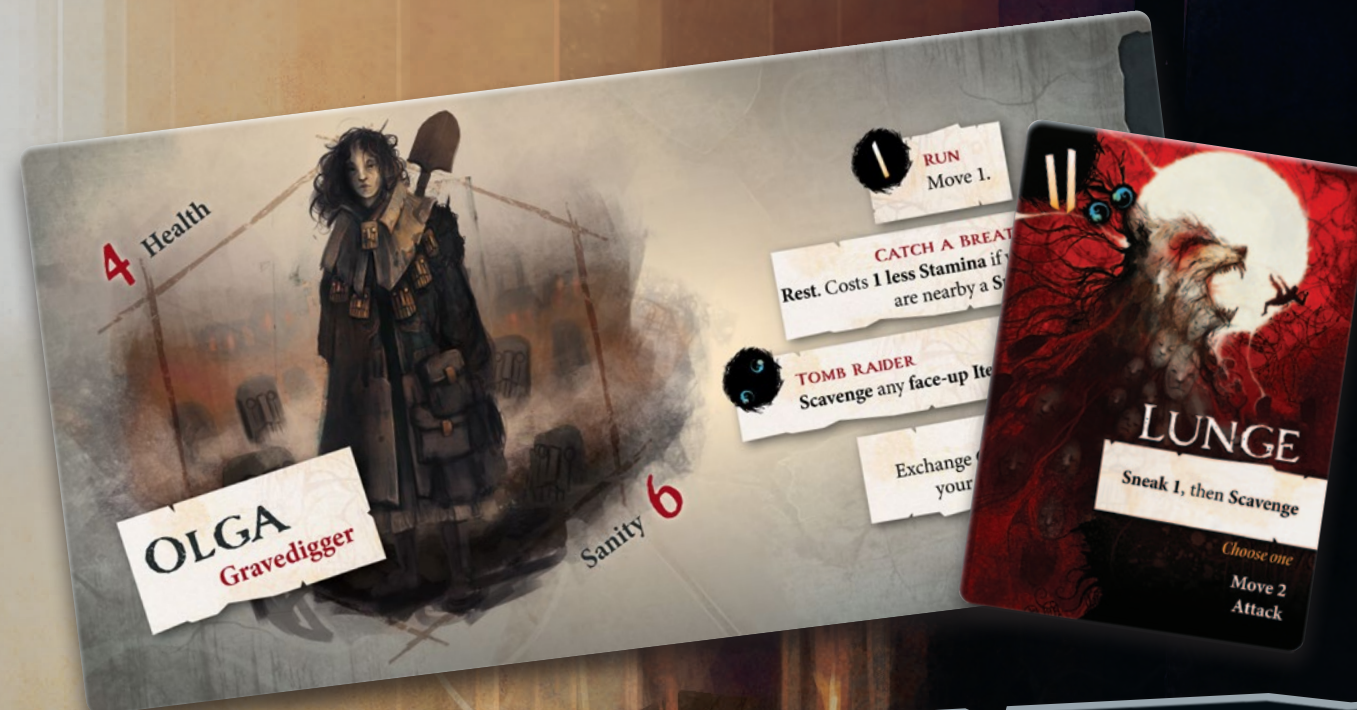 4 Health
OLGA
Gravedigger
Sanity 6
RUN
Move 1.
CATCH A BREAT
Rest. Costs 1 less Stamina if
are nearby a
TOMB RAIDER
Scavenge any face-up
Exchange
your
LUNGE
Sneak 1, then Scavenge
Choose one
Move 2
Attack